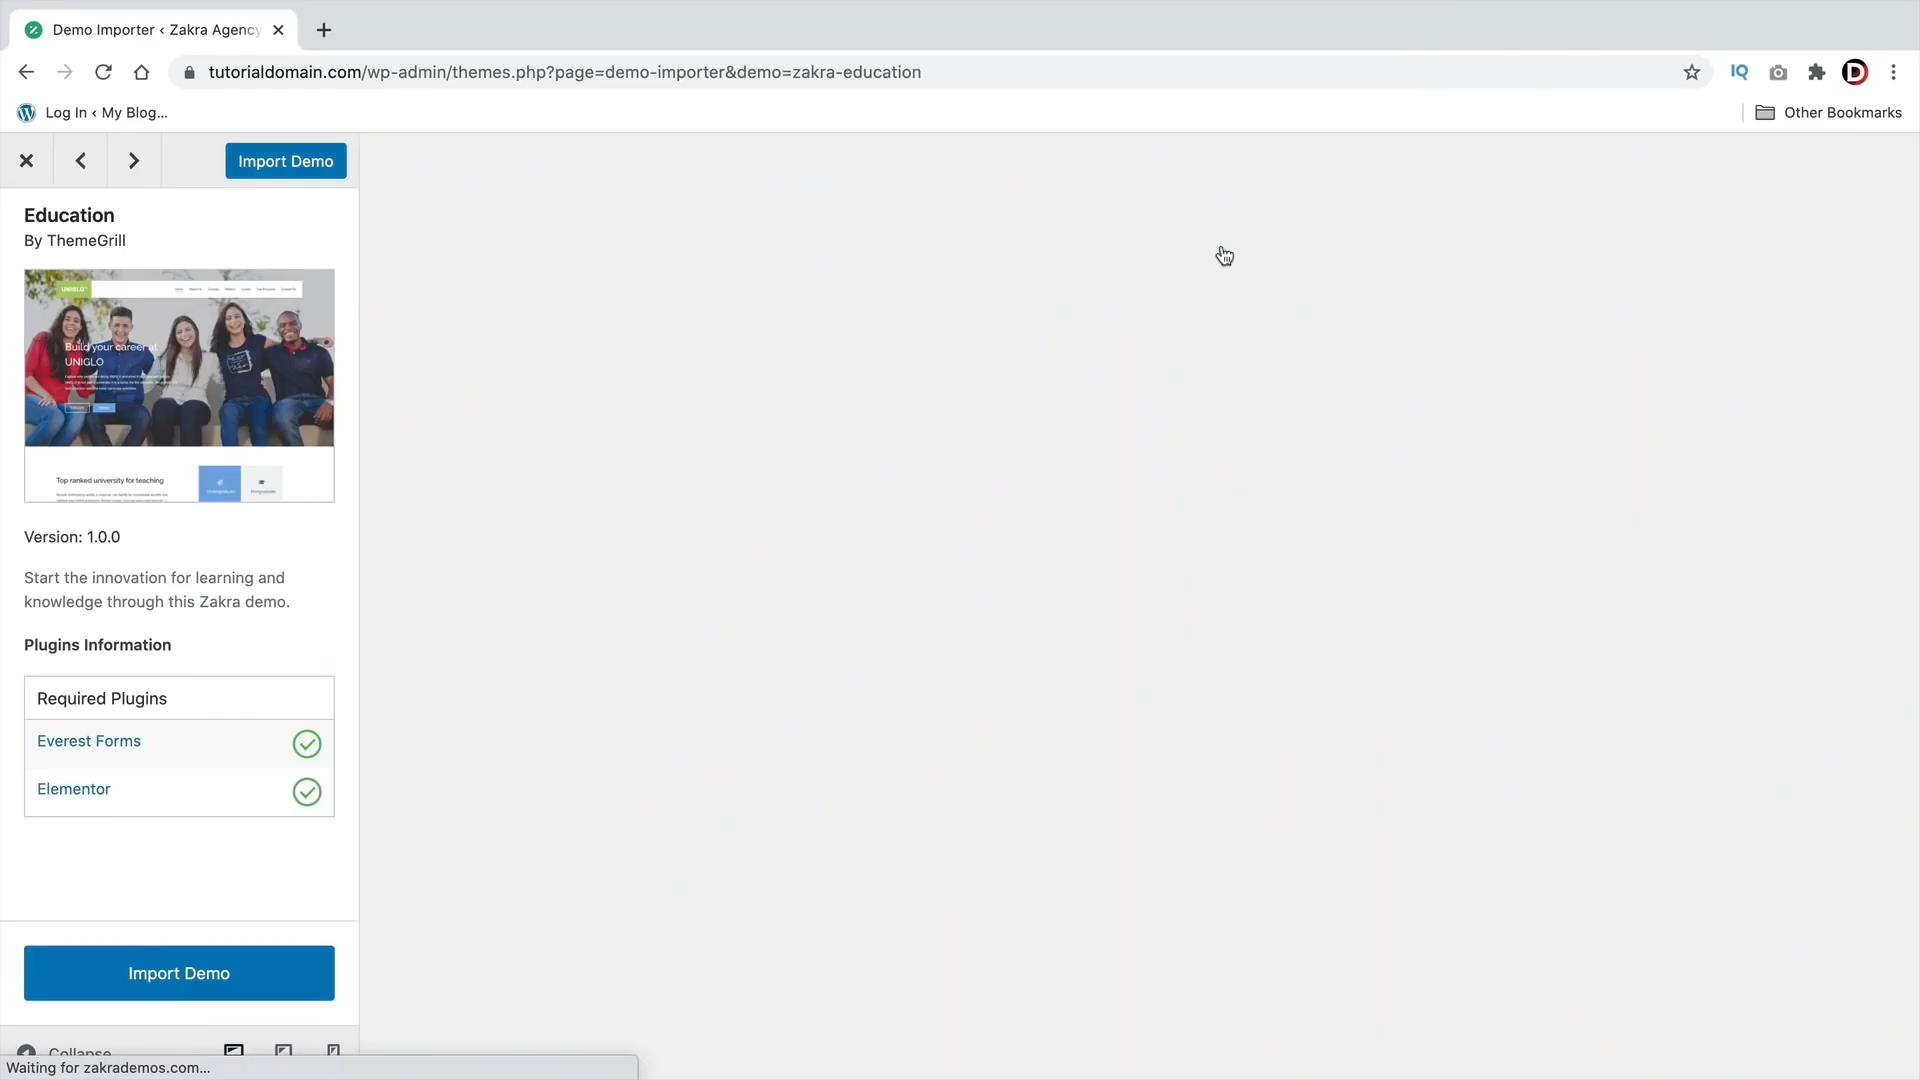 Demo Importer ‹ Zakra Agency
tutorialdomain.com/wp-admin/themes.php?page=demo-importer&demo=zakra-education
IQ
Log In ‹ My Blog...
Other Bookmarks
Import Demo
Education
By ThemeGrill
UNIGLO
Build your career at
UNIGLO
Top ranked university for teaching
Version: 1.0.0
Start the innovation for learning and
knowledge through this Zakra demo.
Plugins Information
Required Plugins
Everest Forms
Elementor
Import Demo
Collapse
Waiting for zakrademos.com...